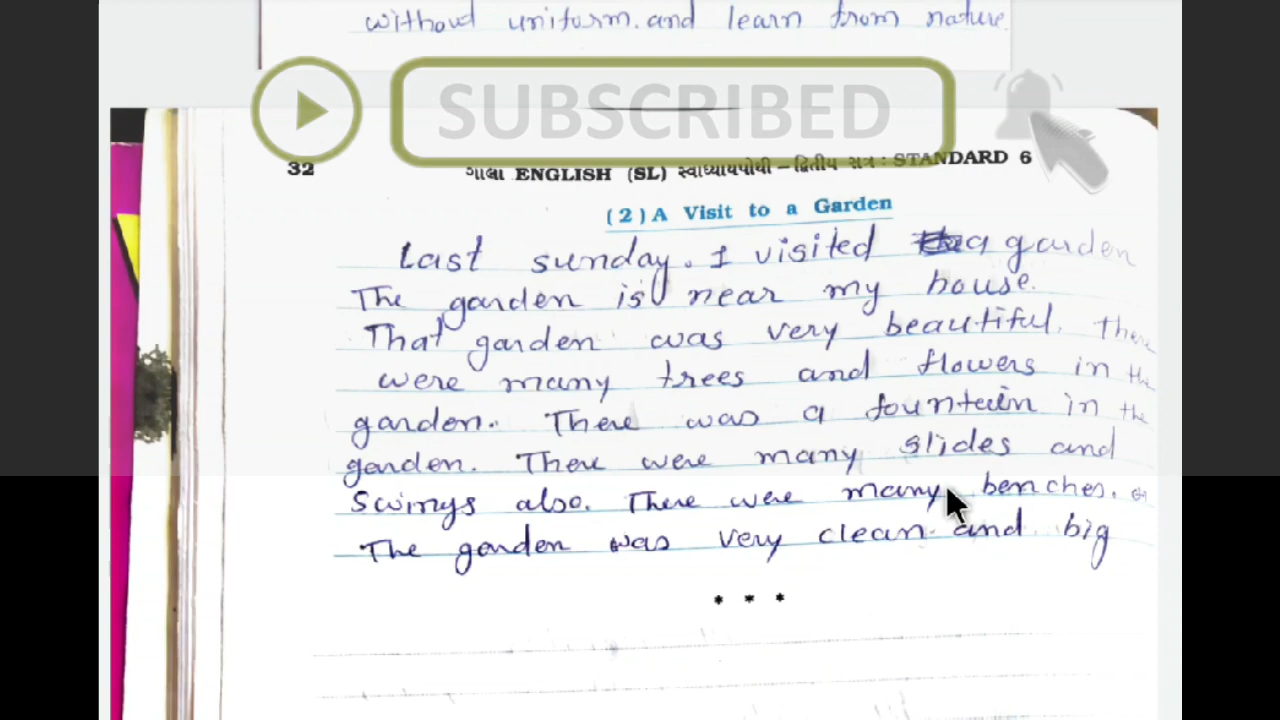 without uniform. and learn from nature.
SUBSCRIBED
32 ગાલા ENGLISH (SL) સ્વાધ્યાયપોથી – દ્વિતીય સત્ર : STANDARD 6
(2) A Visit to a Garden
Last sunday. I visited a garden
The garden is near my house.
That garden was very beautiful. There
were many trees and flowers in the
garden. There was a fountein in the
garden. There were many slides and
Swings also. There were many benches.
The garden was very clean and big
* * *